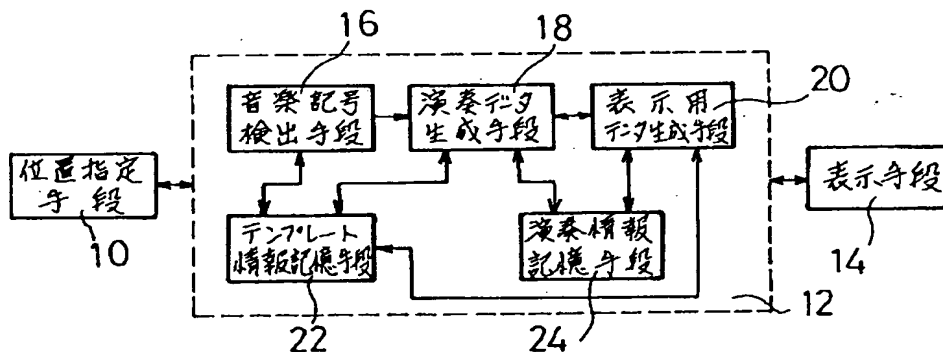 16
18
20
音楽記号
検出手段
演奏データ
生成手段
表示用
データ生成手段
位置指定
手段
10
表示手段
14
テンプレート
情報記憶手段
22
演奏情報
記憶手段
24
12